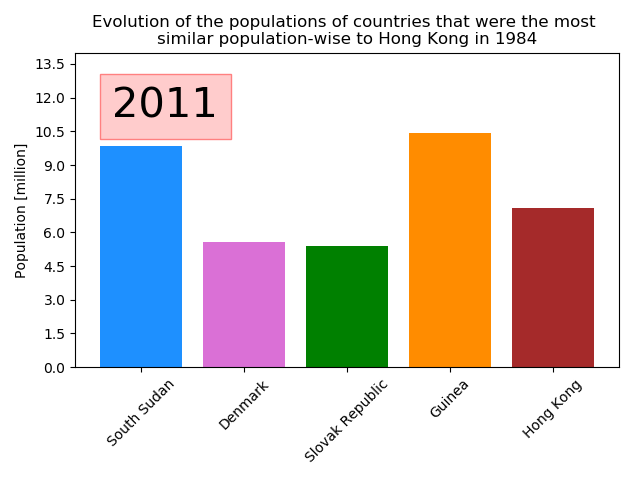 Evolution of the populations of countries that were the most
similar population-wise to Hong Kong in 1984
2011
Population [million]
13.5
12.0
10.5
9.0
7.5
6.0
4.5
3.0
1.5
0.0
South Sudan
Denmark
Slovak Republic
Guinea
Hong Kong